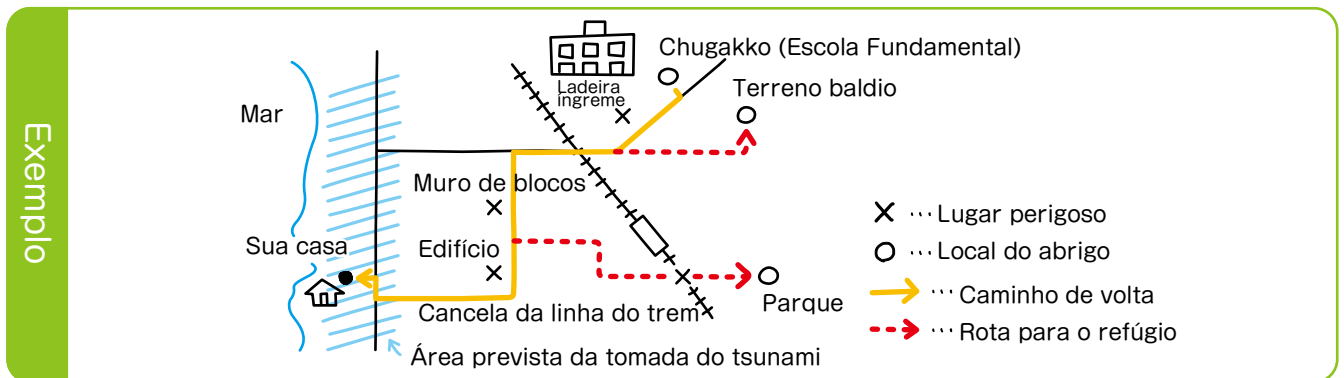 Exemplo
Chugakko (Escola Fundamental)
Ladeira
íngreme
Terreno baldio
Mar
Muro de blocos
Sua casa
Edifício
Parque
Cancela da linha do trem
Área prevista da tomada do tsunami
× ···Lugar perigoso
○ ···Local do abrigo
···Caminho de volta
···Rota para o refúgio